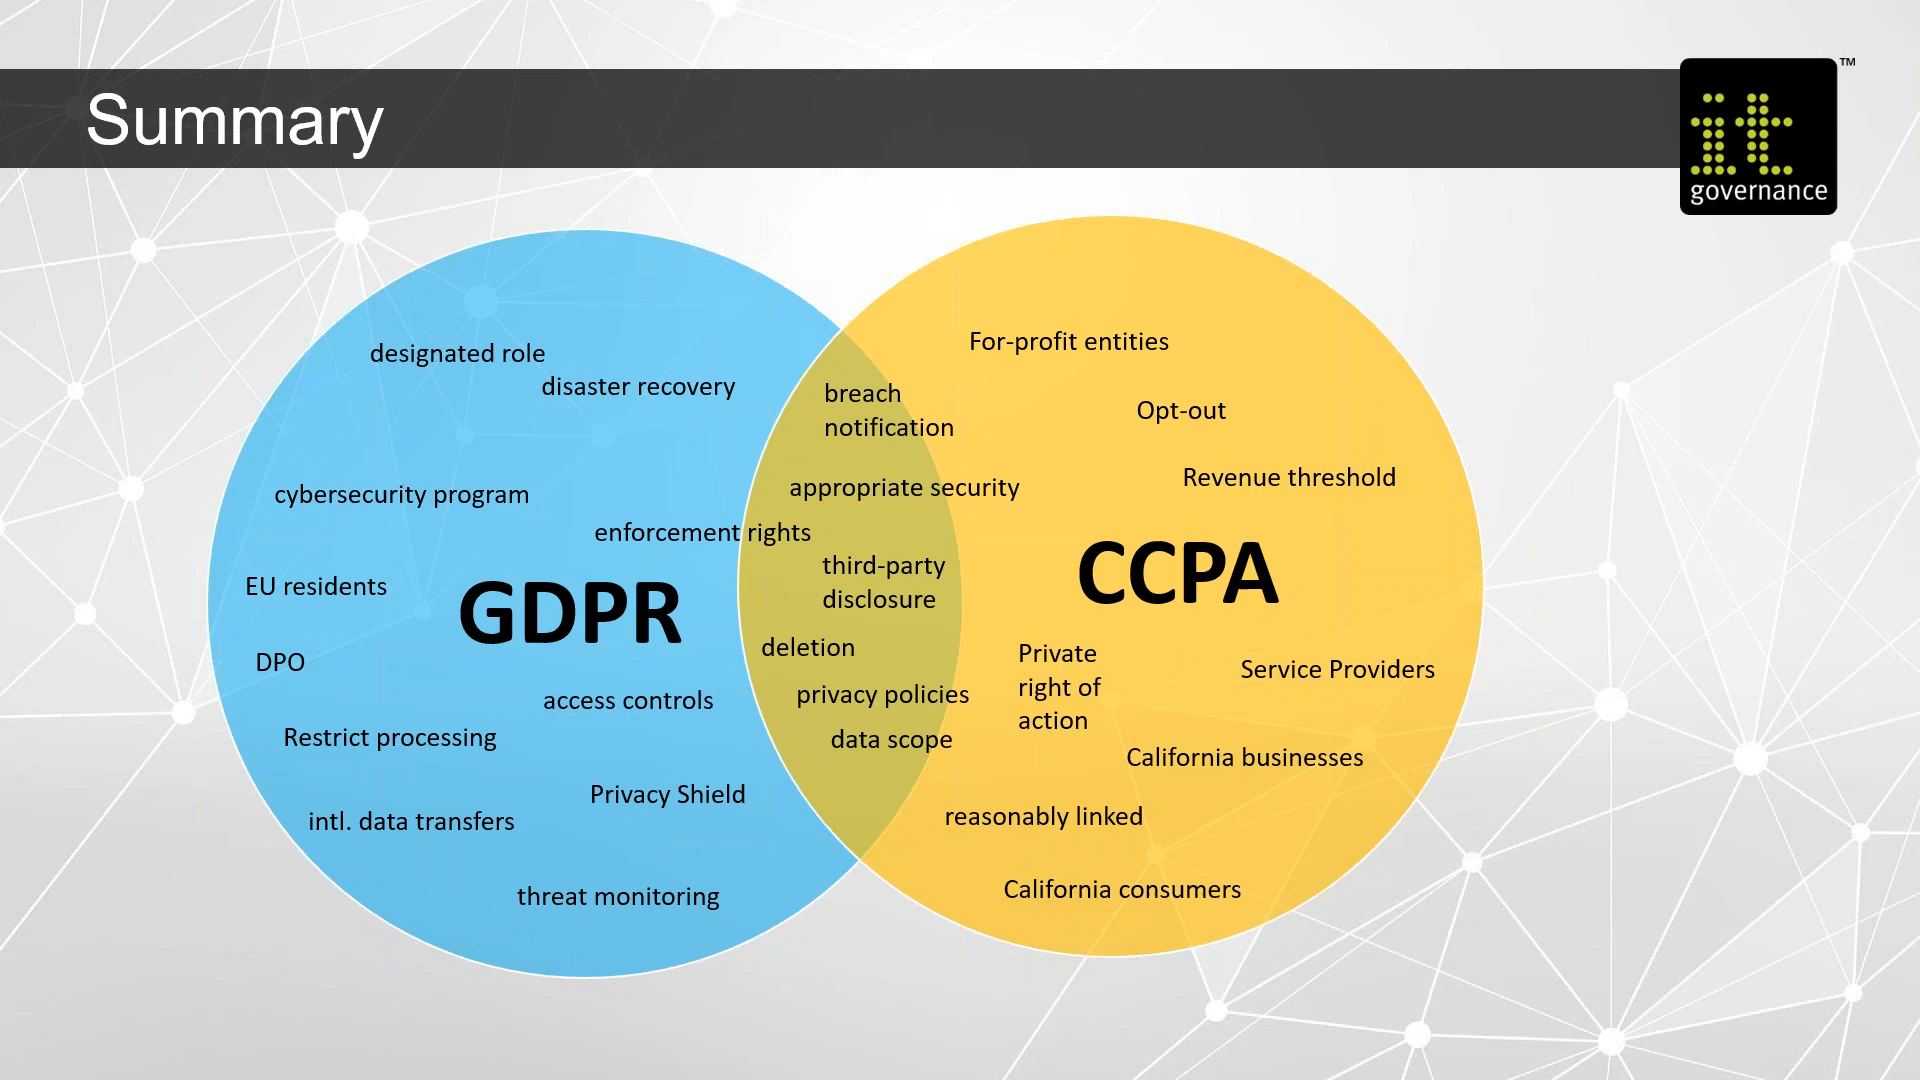 Summary
™
it
governance
designated role
disaster recovery
cybersecurity program
enforcement rights
EU residents
GDPR
DPO
access controls
Restrict processing
Privacy Shield
intl. data transfers
threat monitoring
breach
notification
appropriate security
third-party
disclosure
deletion
privacy policies
data scope
For-profit entities
Opt-out
Revenue threshold
CCPA
Private
right of
action
Service Providers
California businesses
reasonably linked
California consumers